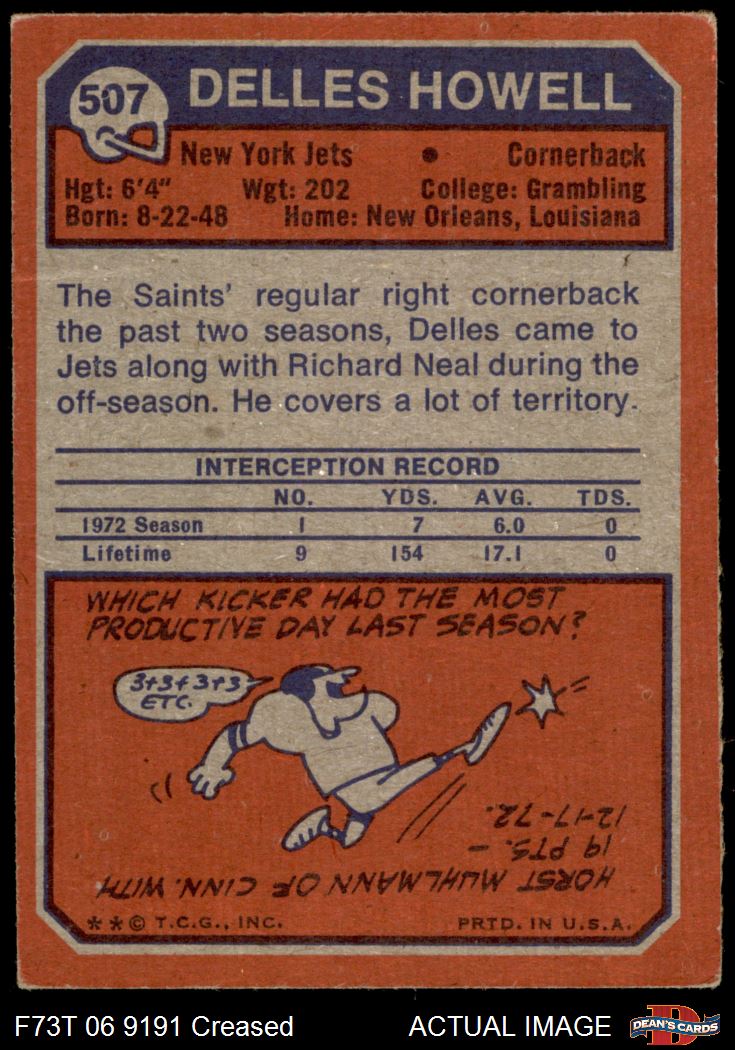 507
DELLES HOWELL
New York Jets • Cornerback
Hgt: 6'4" Wgt: 202 College: Grambling
Born: 8-22-48 Home: New Orleans, Louisiana
The Saints' regular right cornerback
the past two seasons, Delles came to
Jets along with Richard Neal during the
off-season. He covers a lot of territory.
INTERCEPTION RECORD
NO. YDS. AVG. TDS.
1972 Season 1 7 6.0 0
Lifetime 9 154 17.1 0
WHICH KICKER HAD THE MOST
PRODUCTIVE DAY LAST SEASON?
3+3+3+3
ETC.
HORST MUHLMANN OF CINN. WITH
19 PTS. –
12-17-72.
** © T.C.G., INC. PRTD. IN U.S.A.
F73T 06 9191 Creased ACTUAL IMAGE
D
DEAN'S CARDS